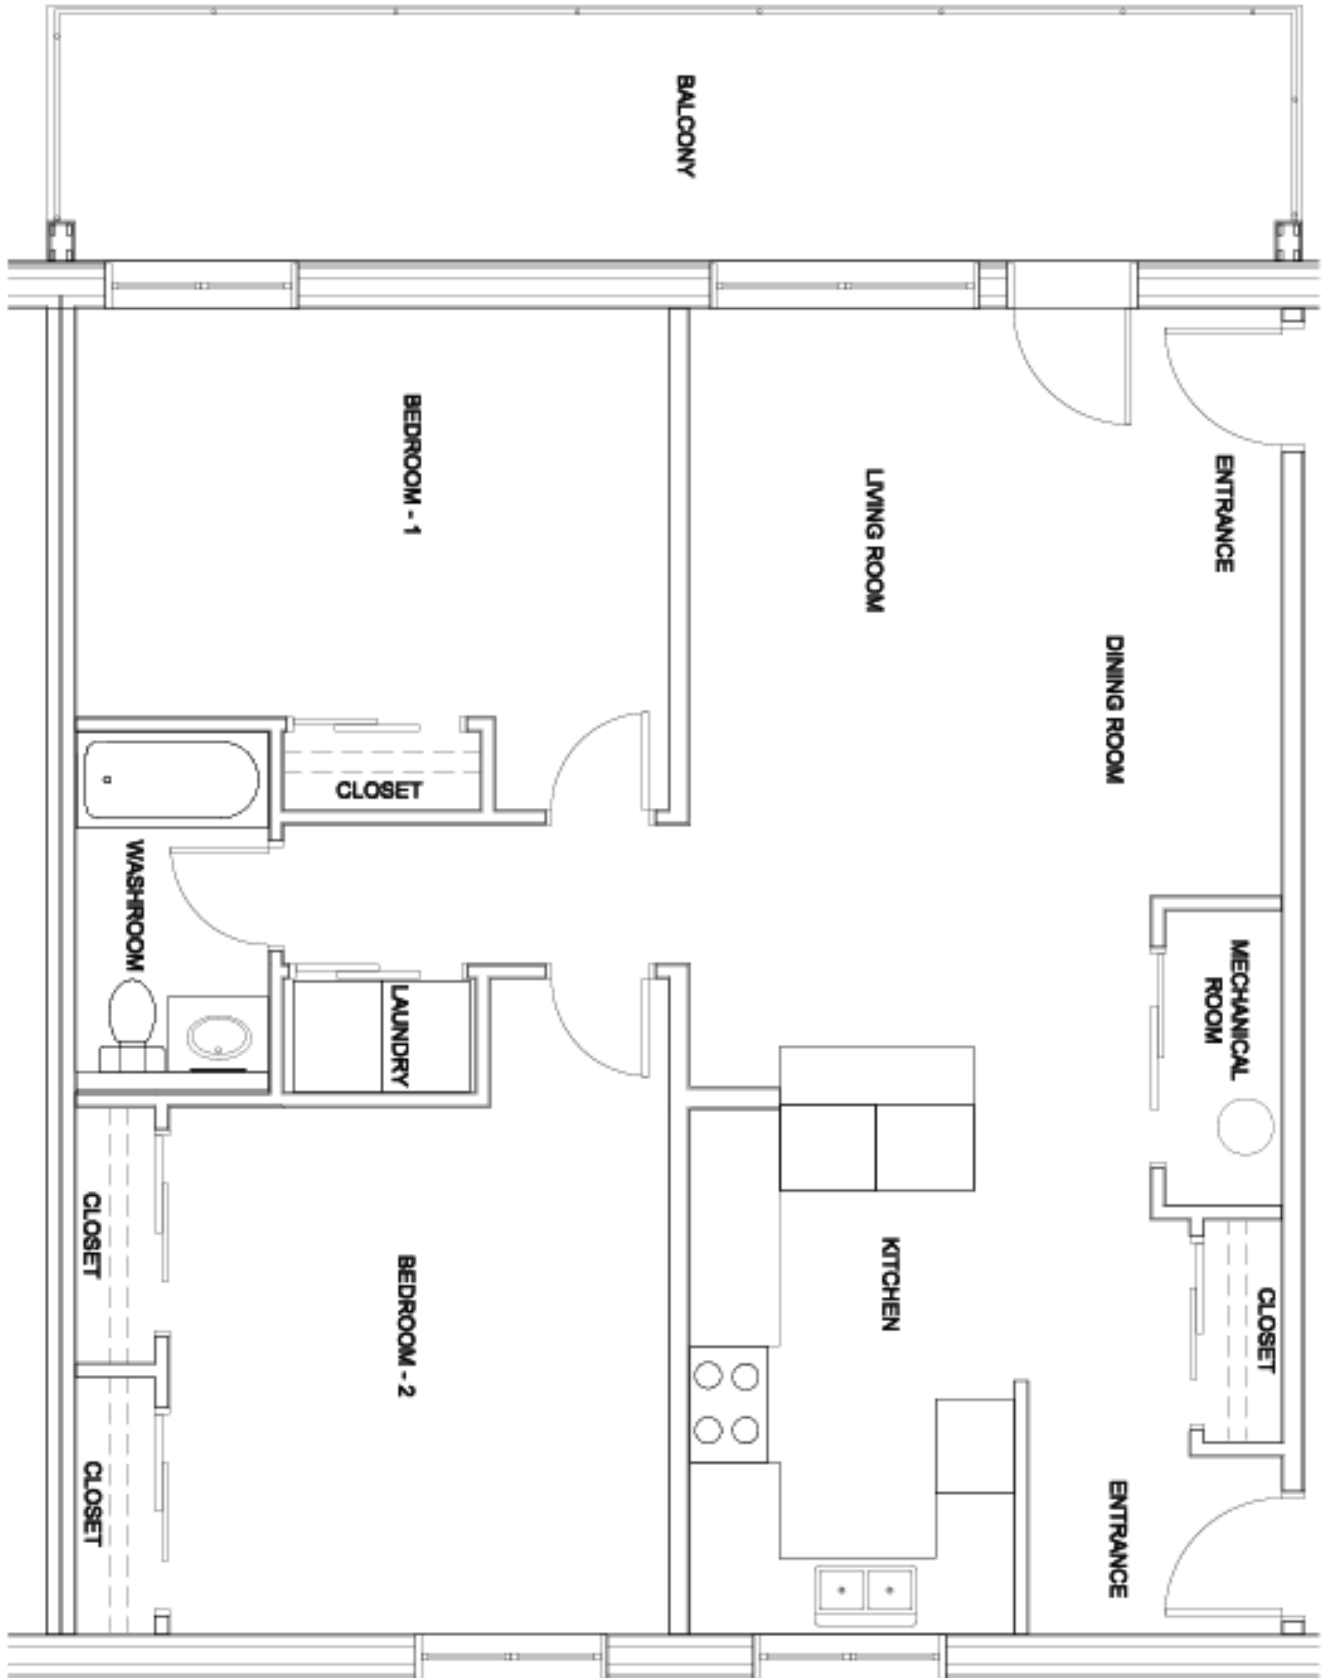 BALCONY
BEDROOM - 1
LIVING ROOM
ENTRANCE
DINING ROOM
CLOSET
WASHROOM
LAUNDRY
MECHANICAL
ROOM
CLOSET
BEDROOM - 2
KITCHEN
CLOSET
CLOSET
ENTRANCE